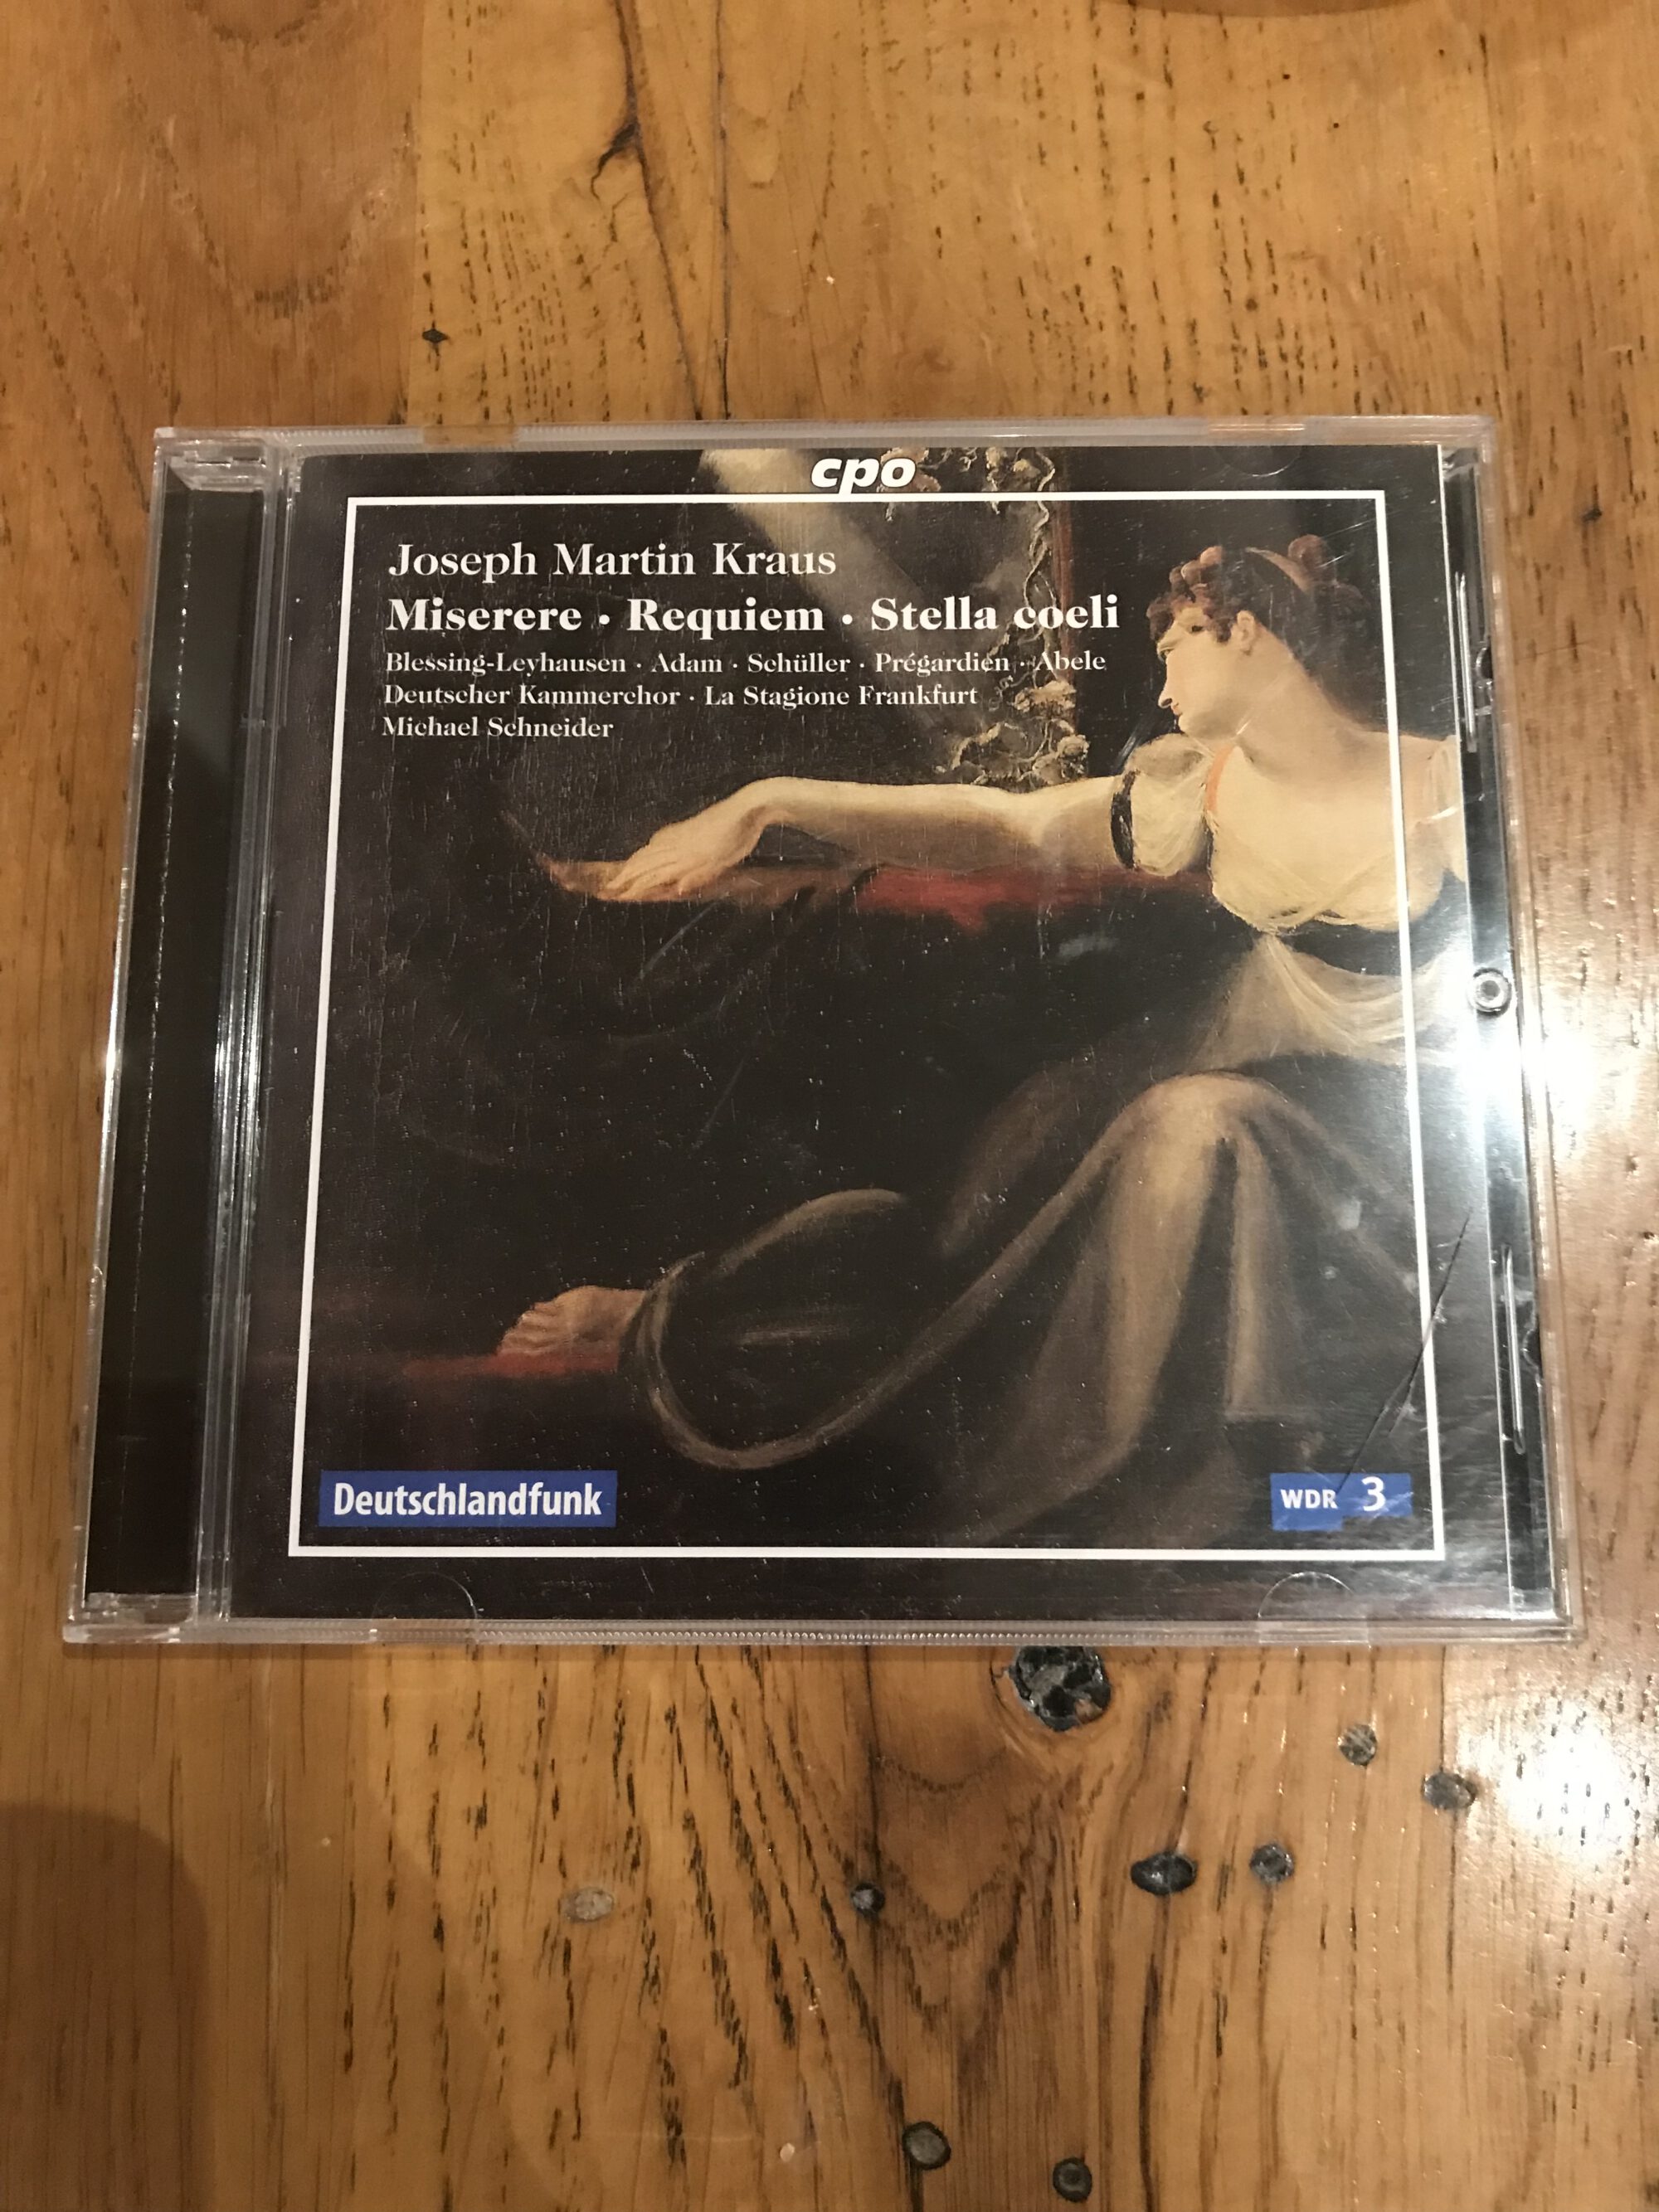 cpo
Joseph Martin Kraus
Miserere · Requiem · Stella coeli
Blessing-Leyhausen · Adam · Schüller · Prégardien · Abele
Deutscher Kammerchor · La Stagione Frankfurt
Michael Schneider
Deutschlandfunk
WDR 3